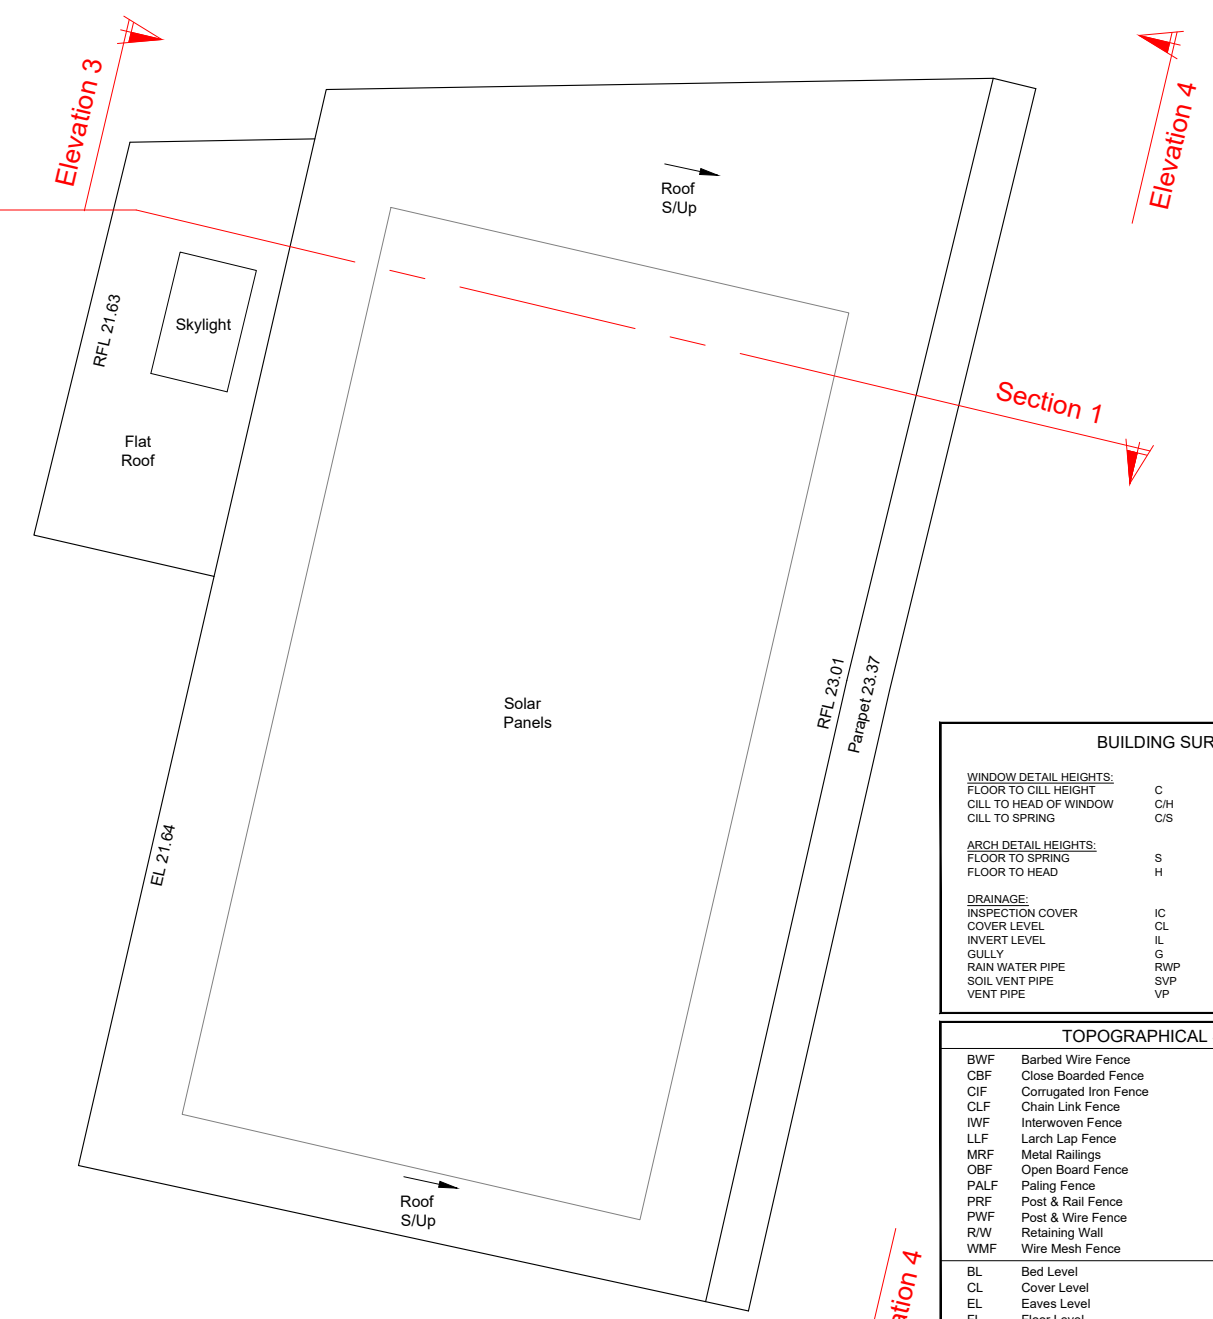 Elevation 3
Elevation 4
Roof
S/Up
RFL 21.63
Skylight
Section 1
Flat
Roof
Solar
Panels
RFL 23.01
Parapet 23.37
EL 21.64
Roof
S/Up
BUILDING SUR
WINDOW DETAIL HEIGHTS:
FLOOR TO CILL HEIGHT C
CILL TO HEAD OF WINDOW C/H
CILL TO SPRING C/S
ARCH DETAIL HEIGHTS:
FLOOR TO SPRING S
FLOOR TO HEAD H
DRAINAGE:
INSPECTION COVER IC
COVER LEVEL CL
INVERT LEVEL IL
GULLY G
RAIN WATER PIPE RWP
SOIL VENT PIPE SVP
VENT PIPE VP
TOPOGRAPHICAL
BWF Barbed Wire Fence
CBF Close Boarded Fence
CIF Corrugated Iron Fence
CLF Chain Link Fence
IWF Interwoven Fence
LLF Larch Lap Fence
MRF Metal Railings
OBF Open Board Fence
PALF Paling Fence
PRF Post & Rail Fence
PWF Post & Wire Fence
R/W Retaining Wall
WMF Wire Mesh Fence
BL Bed Level
CL Cover Level
EL Eaves Level
FL Floor Level
ation 4